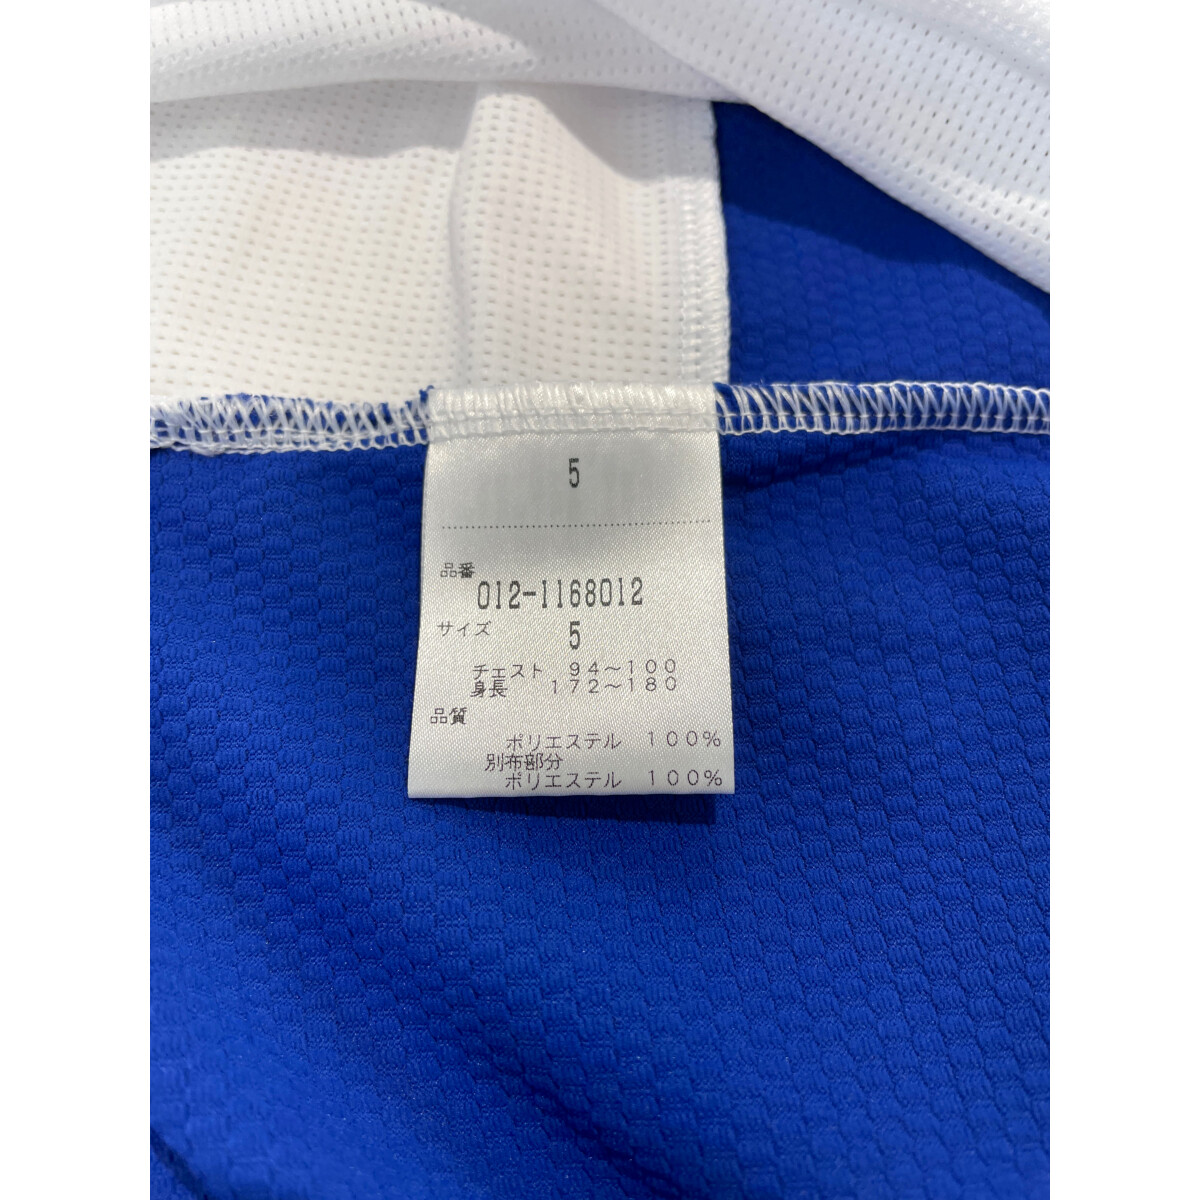 5
品番
012-1168012
サイズ 5
チェスト 94～100
身長 172～180
品質
ポリエステル 100%
別布部分
ポリエステル 100%